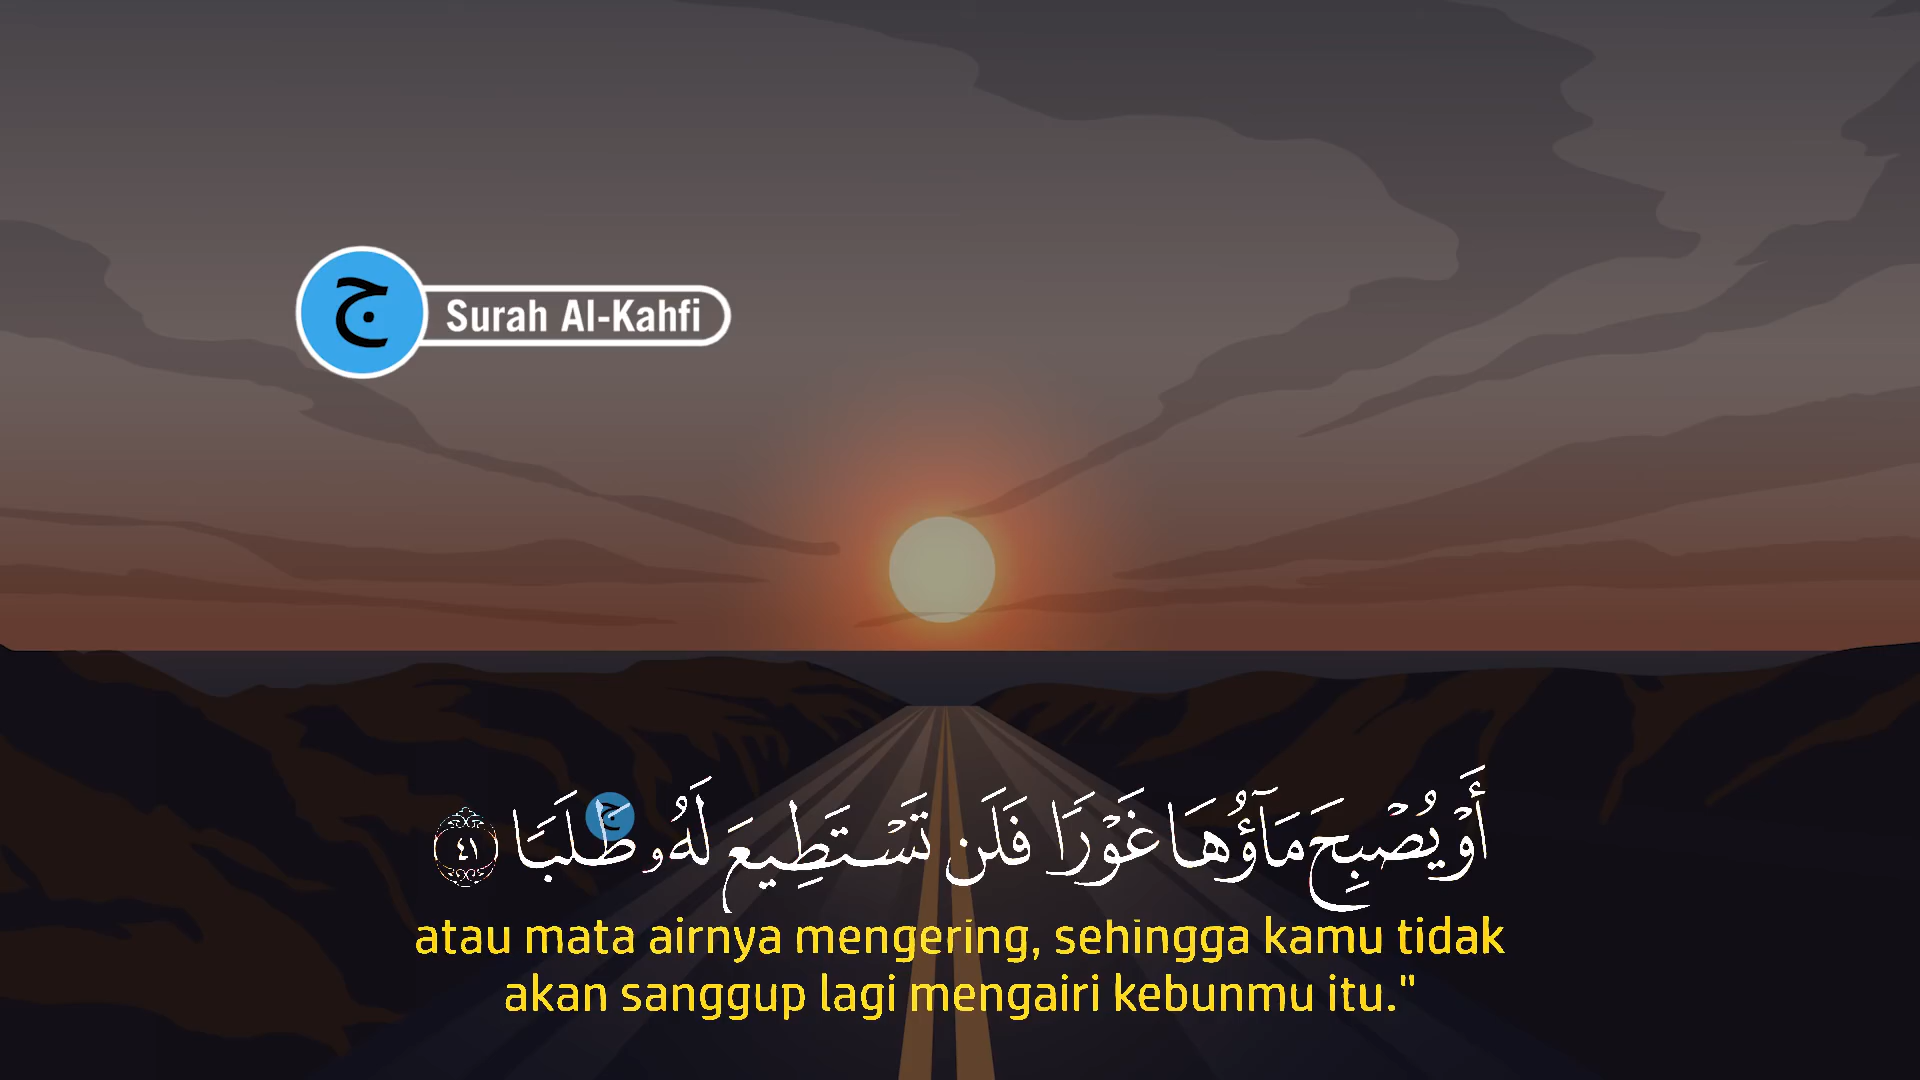 ج
Surah Al-Kahfi
أَوْ يُصْبِحَ مَآؤُهَا غَوْرًا فَلَن تَسْتَطِيعَ لَهُۥ طَلَبًا ٤١
ج
atau mata airnya mengering, sehingga kamu tidak
akan sanggup lagi mengairi kebunmu itu."